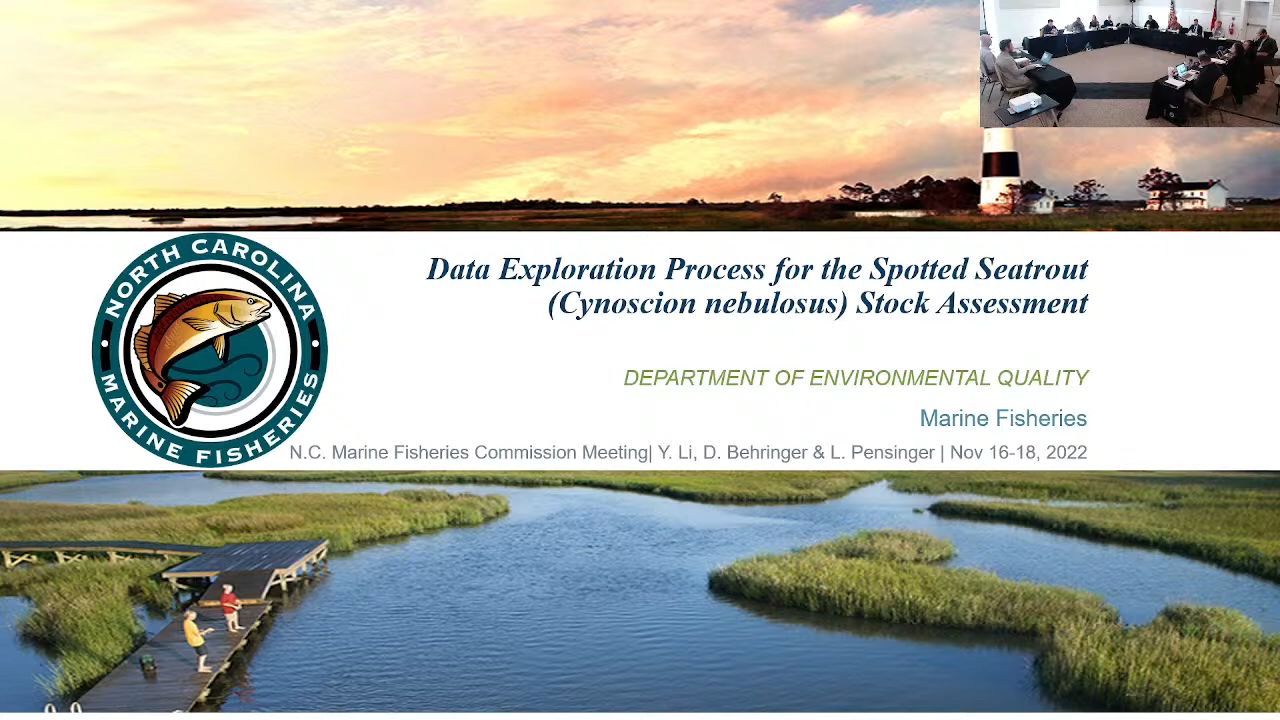 Data Exploration Process for the Spotted Seatrout
(Cynoscion nebulosus) Stock Assessment
NORTH CAROLINA
MARINE FISHERIES
DEPARTMENT OF ENVIRONMENTAL QUALITY
Marine Fisheries
N.C. Marine Fisheries Commission Meeting| Y. Li, D. Behringer & L. Pensinger | Nov 16-18, 2022